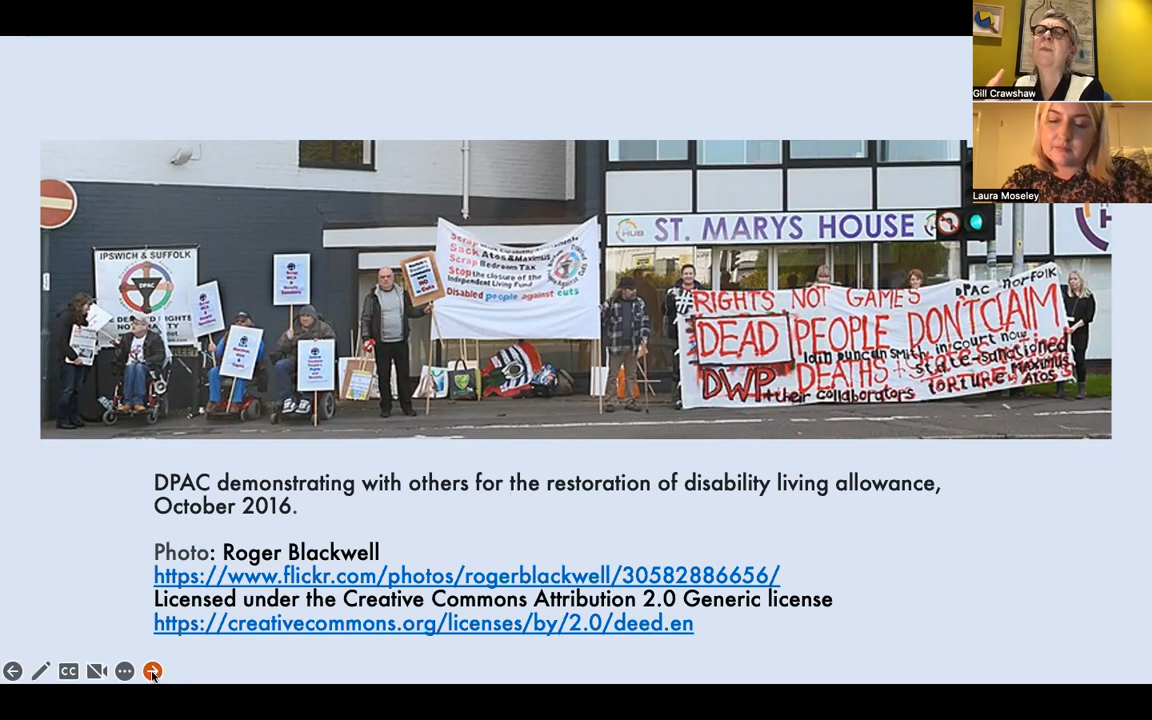 Gill Crawshaw
Laura Moseley
IPSWICH & SUFFOLK
DPAC
ST. MARYS HOUSE
HUB
Scrap
Sack Atos & Maximus
Scrap Bedroom Tax
Stop the closure of the
Independent Living Fund
Disabled people against cuts
DPAC norfolk
RIGHTS NOT GAMES
DEAD PEOPLE DON'T CLAIM
Iain Duncan Smith in court now
DWP DEATHS state-sanctioned
torture MAXIMUS
+ their collaborators Atos
DPAC demonstrating with others for the restoration of disability living allowance,
October 2016.
Photo: Roger Blackwell
https://www.flickr.com/photos/rogerblackwell/30582886656/
Licensed under the Creative Commons Attribution 2.0 Generic license
https://creativecommons.org/licenses/by/2.0/deed.en
CC